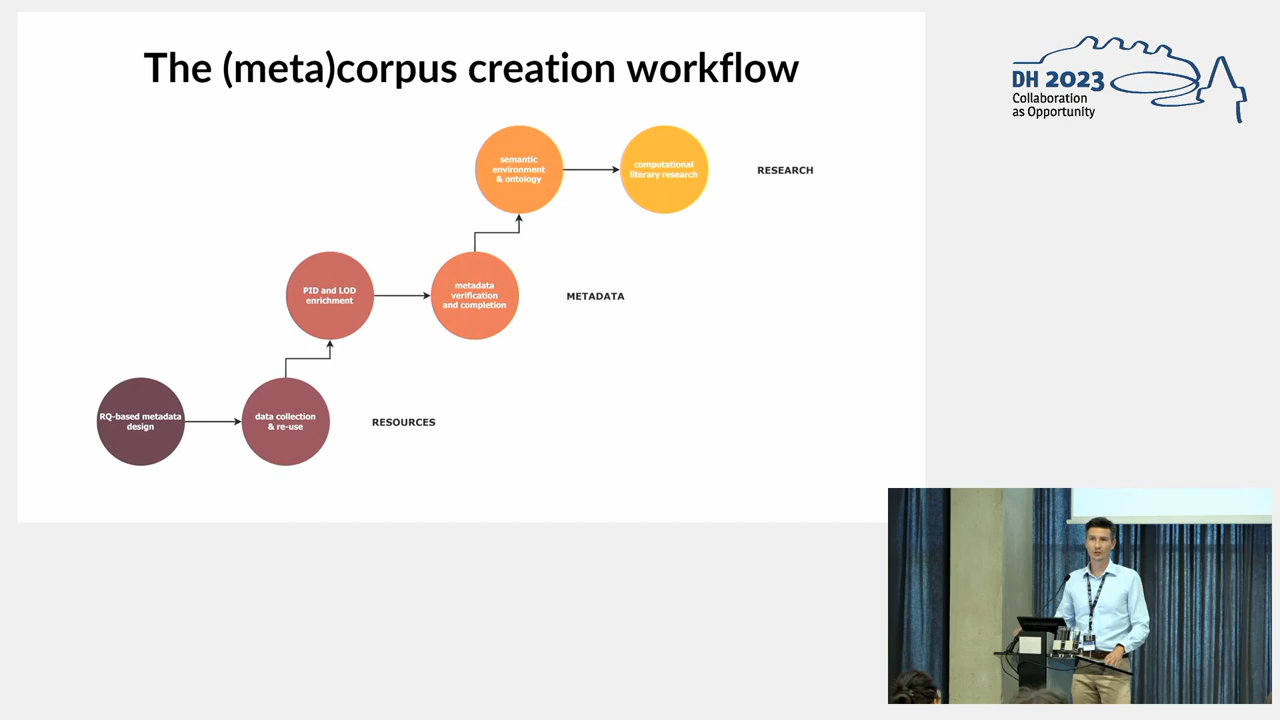 The (meta)corpus creation workflow
DH 2023
Collaboration
as Opportunity
semantic
environment
& ontology
computational
literary research
RESEARCH
PID and LOD
enrichment
metadata
verification
and completion
METADATA
RQ-based metadata
design
data collection
& re-use
RESOURCES